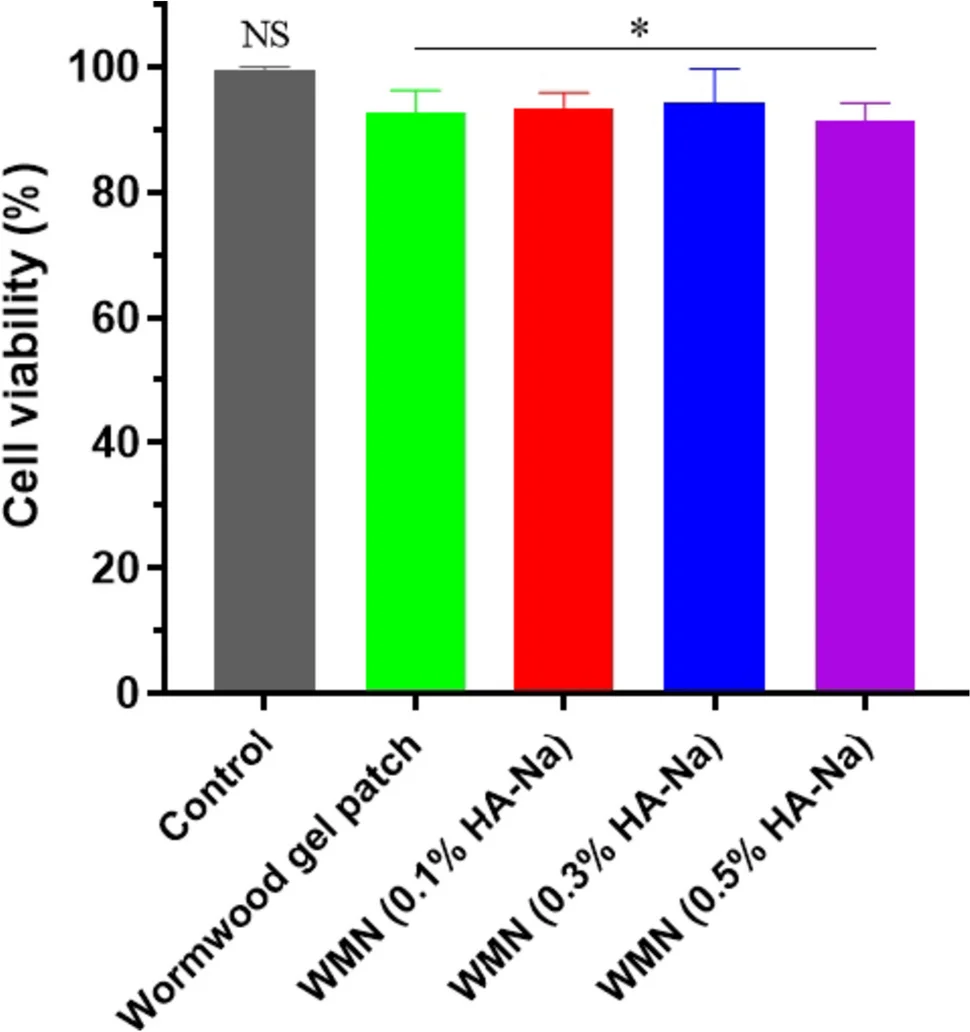 NS
*
100
80
60
40
20
0
Cell viability (%)
Control
Wormwood gel patch
WMN (0.1% HA-Na)
WMN (0.3% HA-Na)
WMN (0.5% HA-Na)